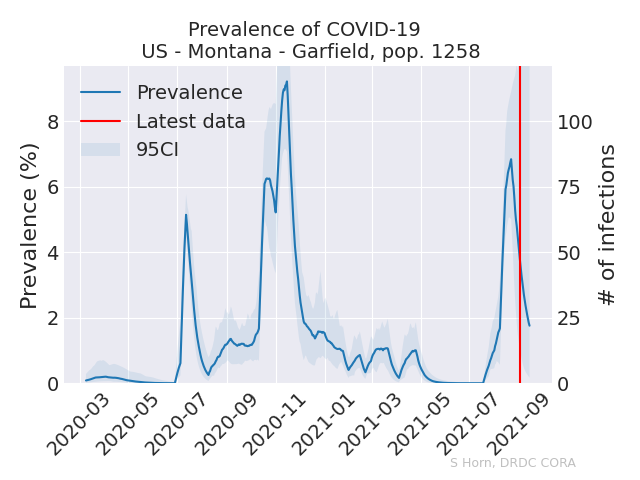 Prevalence of COVID-19
US - Montana - Garfield, pop. 1258
Prevalence
Latest data
95CI
Prevalence (%)
8
6
4
2
0
# of infections
100
75
50
25
0
2020-03
2020-05
2020-07
2020-09
2020-11
2021-01
2021-03
2021-05
2021-07
2021-09
S Horn, DRDC CORA